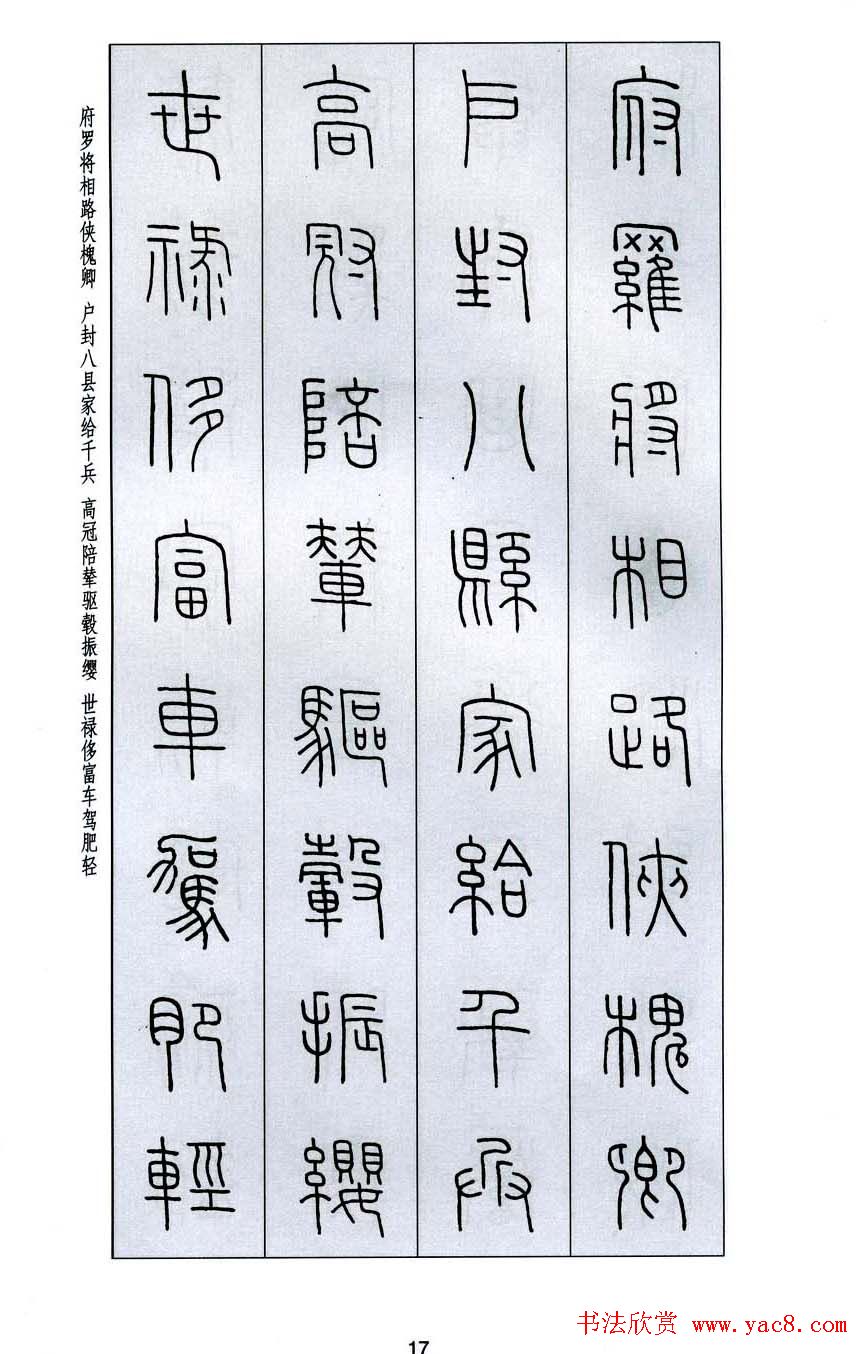 府羅將相路俠槐卿
戶封八縣家給千兵
高冠陪輦驅轂振纓
世祿侈富車駕肥輕
府罗将相路侠槐卿 户封八县家给千兵 高冠陪辇驱毂振缨 世禄侈富车驾肥轻
17
书法欣赏 www.yac8.com